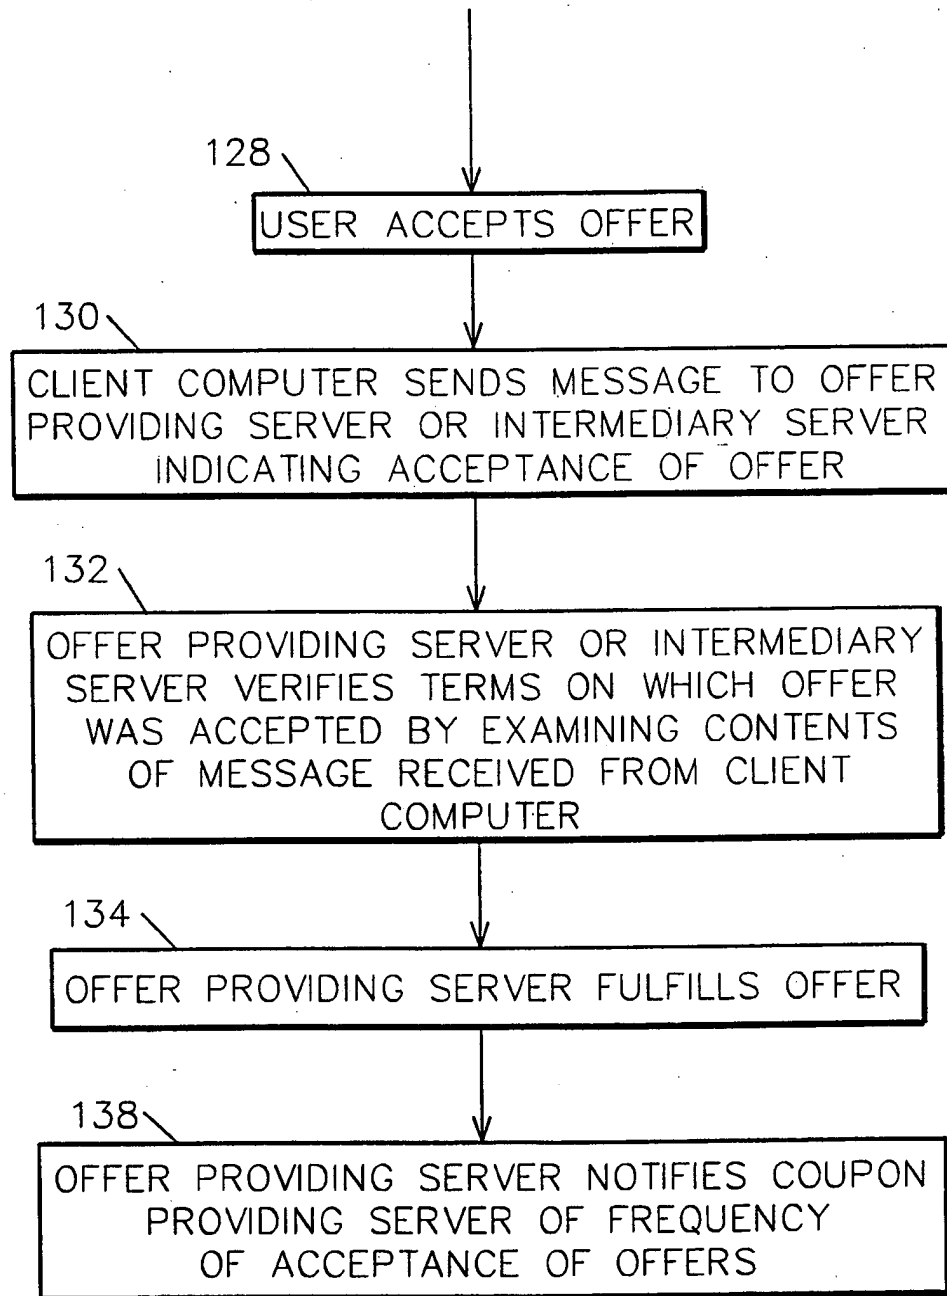 128
USER ACCEPTS OFFER
130
CLIENT COMPUTER SENDS MESSAGE TO OFFER
PROVIDING SERVER OR INTERMEDIARY SERVER
INDICATING ACCEPTANCE OF OFFER
132
OFFER PROVIDING SERVER OR INTERMEDIARY
SERVER VERIFIES TERMS ON WHICH OFFER
WAS ACCEPTED BY EXAMINING CONTENTS
OF MESSAGE RECEIVED FROM CLIENT
COMPUTER
134
OFFER PROVIDING SERVER FULFILLS OFFER
138
OFFER PROVIDING SERVER NOTIFIES COUPON
PROVIDING SERVER OF FREQUENCY
OF ACCEPTANCE OF OFFERS